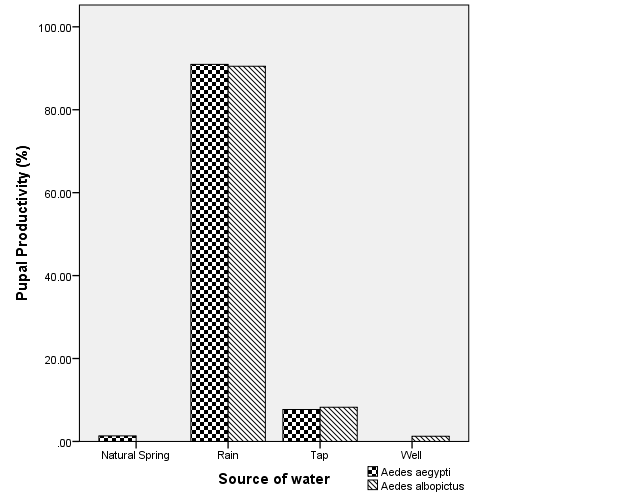 100.00
80.00
60.00
40.00
20.00
.00
Pupal Productivity (%)
Natural Spring Rain Tap Well
Source of water
Aedes aegypti
Aedes albopictus